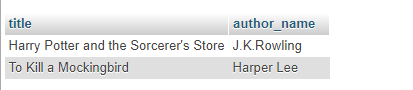 title author_name
Harry Potter and the Sorcerer's Store J.K.Rowling
To Kill a Mockingbird Harper Lee